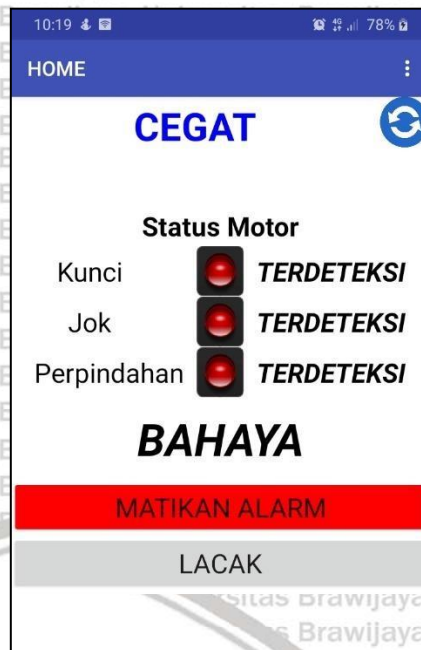 10:19 4G 78%
HOME
CEGAT
Status Motor
Kunci TERDETEKSI
Jok TERDETEKSI
Perpindahan TERDETEKSI
BAHAYA
MATIKAN ALARM
LACAK
sitas Brawijaya
Brawijaya